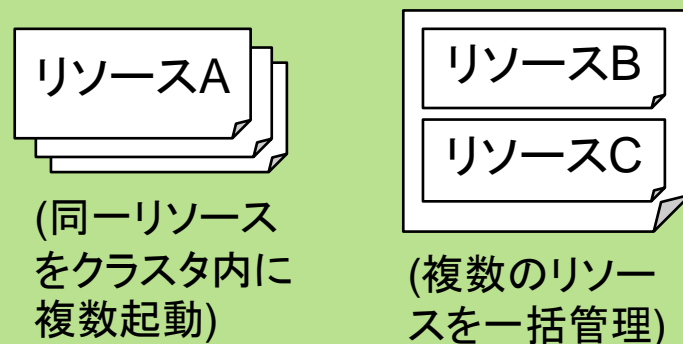 リソースA
(同一リソース
をクラスタ内に
複数起動)
リソースB
リソースC
(複数のリソー
スを一括管理)